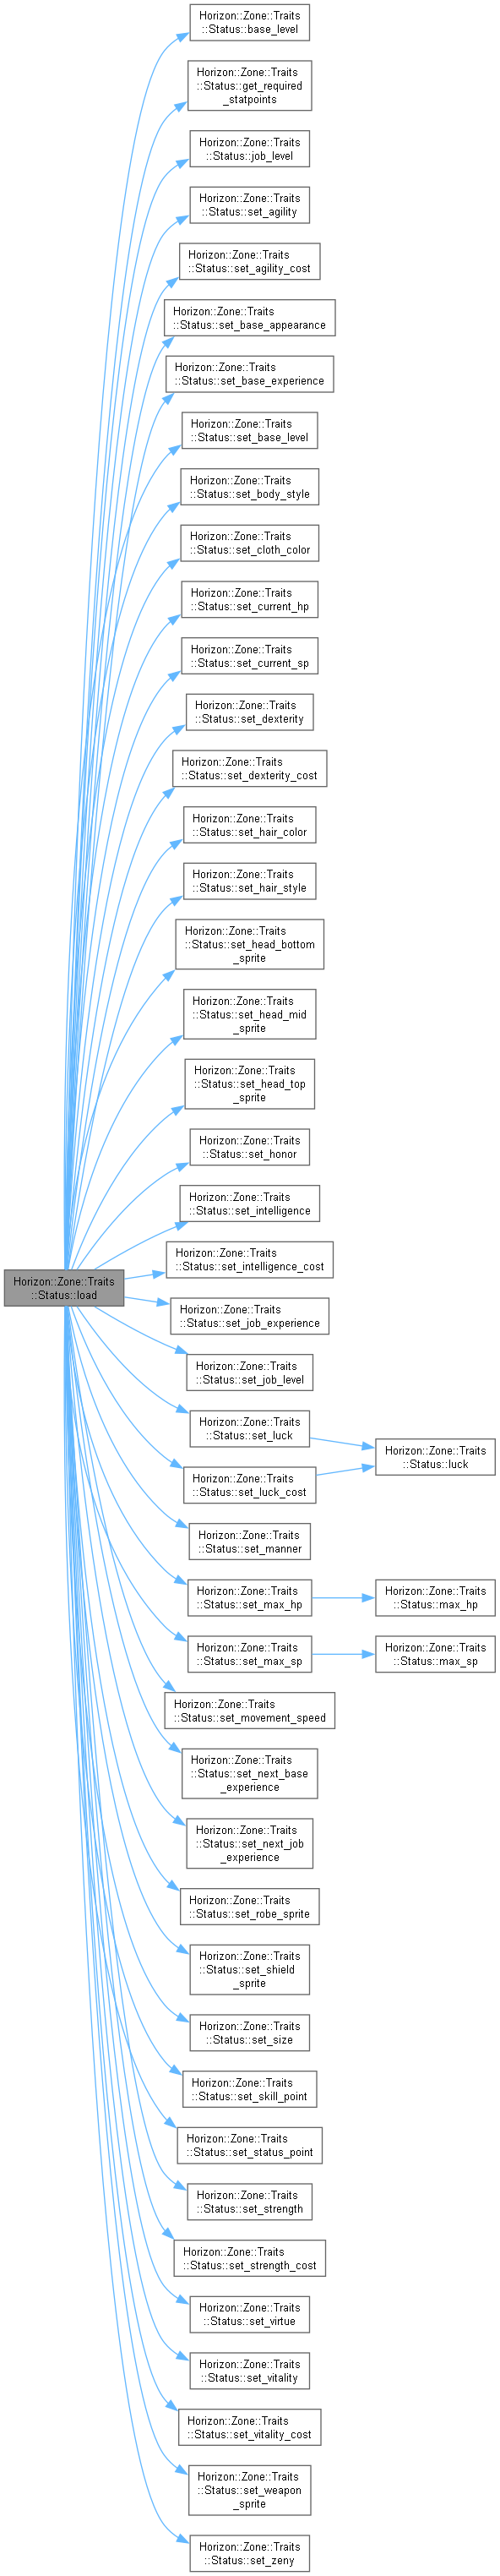 Horizon::Zone::Traits
::Status::base_level
Horizon::Zone::Traits
::Status::get_required
_statpoints
Horizon::Zone::Traits
::Status::job_level
Horizon::Zone::Traits
::Status::set_agility
Horizon::Zone::Traits
::Status::set_agility_cost
Horizon::Zone::Traits
::Status::set_base_appearance
Horizon::Zone::Traits
::Status::set_base_experience
Horizon::Zone::Traits
::Status::set_base_level
Horizon::Zone::Traits
::Status::set_body_style
Horizon::Zone::Traits
::Status::set_cloth_color
Horizon::Zone::Traits
::Status::set_current_hp
Horizon::Zone::Traits
::Status::set_current_sp
Horizon::Zone::Traits
::Status::set_dexterity
Horizon::Zone::Traits
::Status::set_dexterity_cost
Horizon::Zone::Traits
::Status::set_hair_color
Horizon::Zone::Traits
::Status::set_hair_style
Horizon::Zone::Traits
::Status::set_head_bottom
_sprite
Horizon::Zone::Traits
::Status::set_head_mid
_sprite
Horizon::Zone::Traits
::Status::set_head_top
_sprite
Horizon::Zone::Traits
::Status::set_honor
Horizon::Zone::Traits
::Status::set_intelligence
Horizon::Zone::Traits
::Status::set_intelligence_cost
Horizon::Zone::Traits
::Status::load
Horizon::Zone::Traits
::Status::set_job_experience
Horizon::Zone::Traits
::Status::set_job_level
Horizon::Zone::Traits
::Status::set_luck
Horizon::Zone::Traits
::Status::luck
Horizon::Zone::Traits
::Status::set_luck_cost
Horizon::Zone::Traits
::Status::set_manner
Horizon::Zone::Traits
::Status::set_max_hp
Horizon::Zone::Traits
::Status::max_hp
Horizon::Zone::Traits
::Status::set_max_sp
Horizon::Zone::Traits
::Status::max_sp
Horizon::Zone::Traits
::Status::set_movement_speed
Horizon::Zone::Traits
::Status::set_next_base
_experience
Horizon::Zone::Traits
::Status::set_next_job
_experience
Horizon::Zone::Traits
::Status::set_robe_sprite
Horizon::Zone::Traits
::Status::set_shield
_sprite
Horizon::Zone::Traits
::Status::set_size
Horizon::Zone::Traits
::Status::set_skill_point
Horizon::Zone::Traits
::Status::set_status_point
Horizon::Zone::Traits
::Status::set_strength
Horizon::Zone::Traits
::Status::set_strength_cost
Horizon::Zone::Traits
::Status::set_virtue
Horizon::Zone::Traits
::Status::set_vitality
Horizon::Zone::Traits
::Status::set_vitality_cost
Horizon::Zone::Traits
::Status::set_weapon
_sprite
Horizon::Zone::Traits
::Status::set_zeny